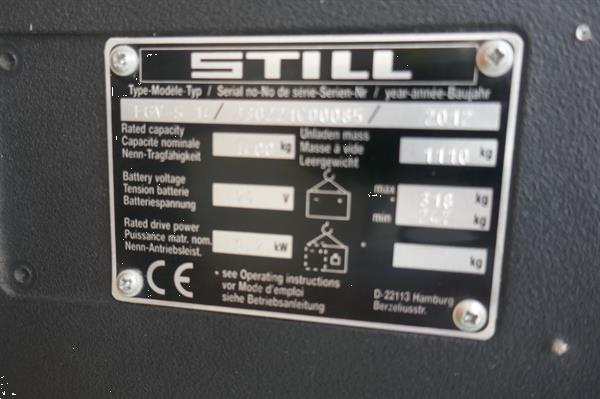 STILL
Type-Modèle-Typ / Serial no-No de série-Serien-Nr / year-année-Baujahr
2012
Rated capacity
Capacité nominale
Nenn-Tragfähigkeit
kg
Unladen mass
Masse à vide
Leergewicht
1110 kg
Battery voltage
Tension batterie
Batteriespannung
V
max 318 kg
min kg
Rated drive power
Puissance matr. nom.
Nenn-Antriebsleist.
kW
* kg
CE
* see Operating instructions
vor Mode d'emploi
siehe Betriebsanleitung
D-22113 Hamburg
Berzeliusstr.